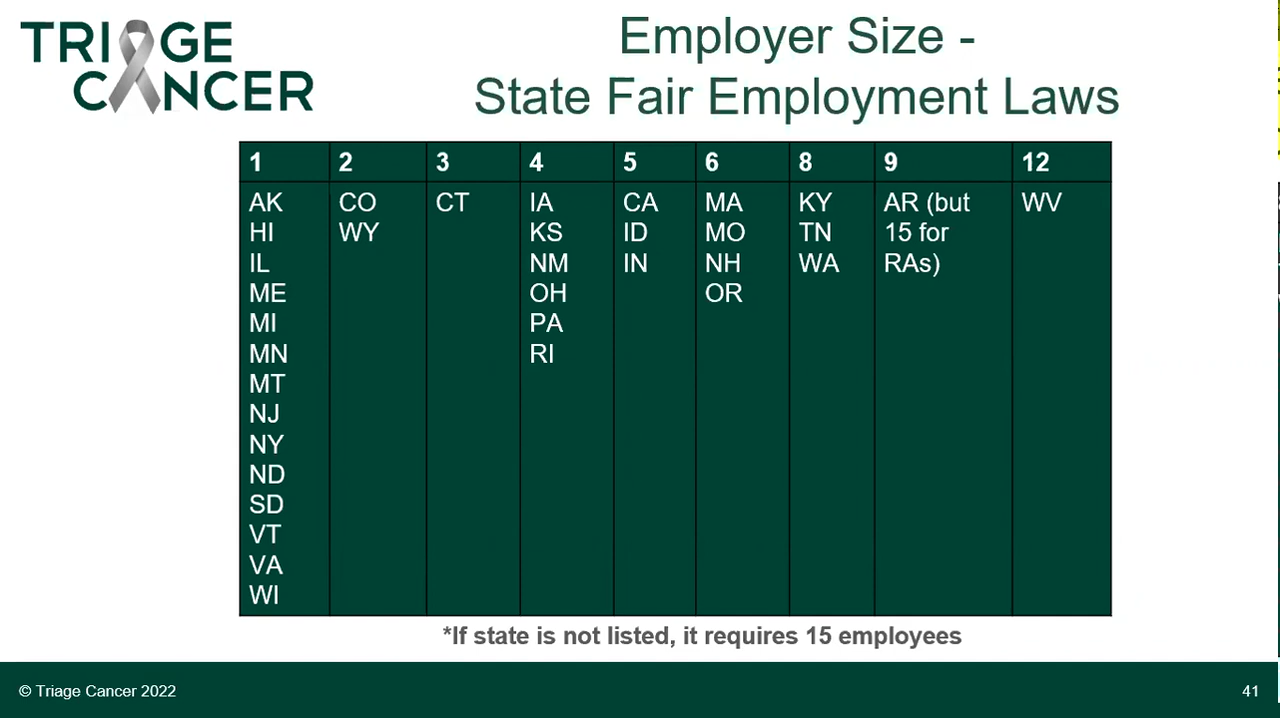 TRIAGE
CANCER
Employer Size -
State Fair Employment Laws
1 2 3 4 5 6 8 9 12
AK CO CT IA CA MA KY AR (but WV
HI WY KS ID MO TN 15 for
IL NM IN NH WA RAs)
ME OH OR
MI PA
MN RI
MT
NJ
NY
ND
SD
VT
VA
WI
*If state is not listed, it requires 15 employees
© Triage Cancer 2022 41